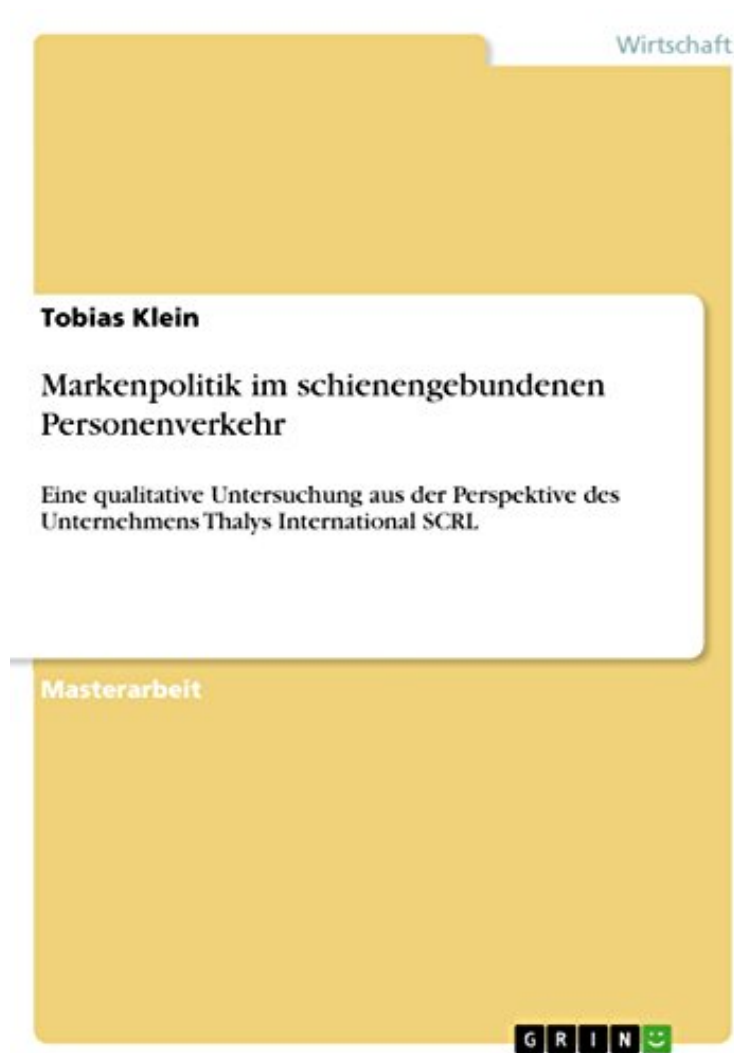 Wirtschaft
Tobias Klein
Markenpolitik im schienengebundenen
Personenverkehr
Eine qualitative Untersuchung aus der Perspektive des
Unternehmens Thalys International SCRL
Masterarbeit
GRIN